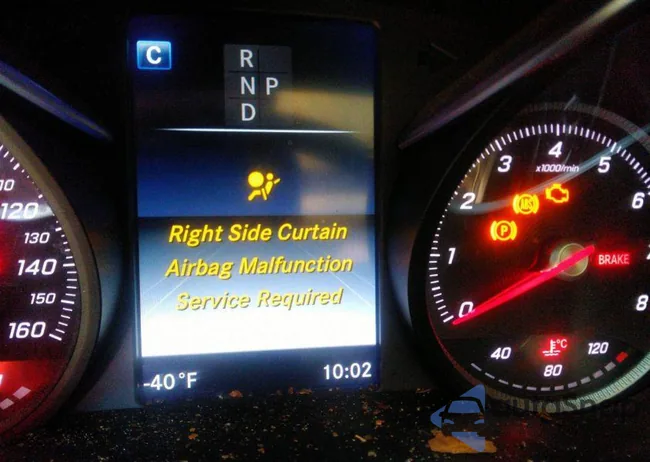 C
R
N P
D
Right Side Curtain
Airbag Malfunction
Service Required
-40°F 10:02
120
130
140
150
160
0
1
2
3
4
5
6
8
x1000/min
ABS
P
BRAKE
40
80
120
°C